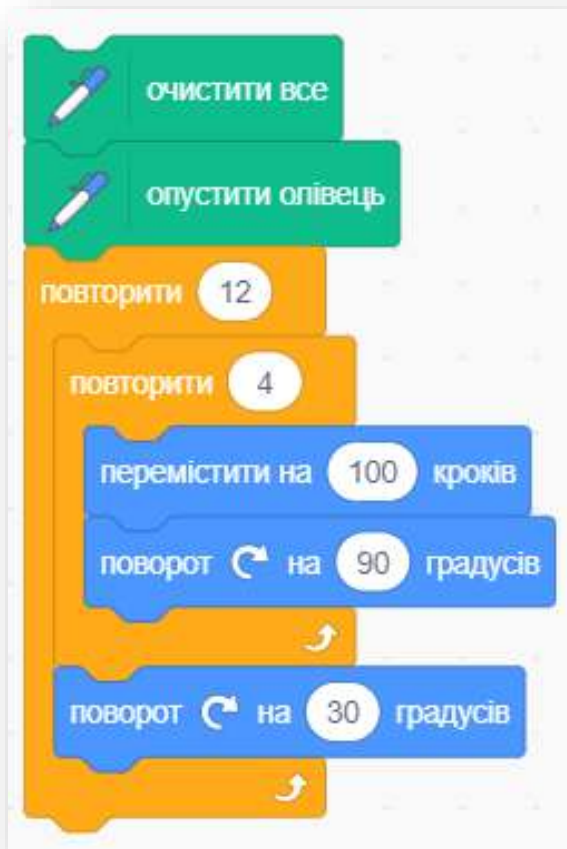 очистити все
опустити олівець
повторити 12
повторити 4
перемістити на 100 кроків
поворот на 90 градусів
поворот на 30 градусів